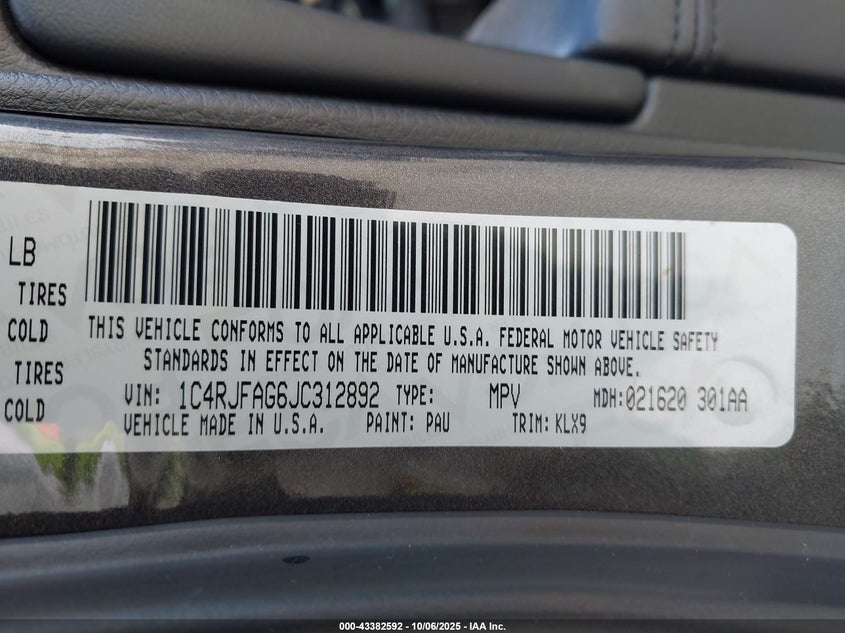 LB
TIRES
COLD
TIRES
COLD
THIS VEHICLE CONFORMS TO ALL APPLICABLE U.S.A. FEDERAL MOTOR VEHICLE SAFETY
STANDARDS IN EFFECT ON THE DATE OF MANUFACTURE SHOWN ABOVE.
VIN: 1C4RJFAG6JC312892 TYPE: MPV MDH:021620 301AA
VEHICLE MADE IN U.S.A. PAINT: PAU TRIM: KLX9
000-43382592 - 10/06/2025 - IAA Inc.